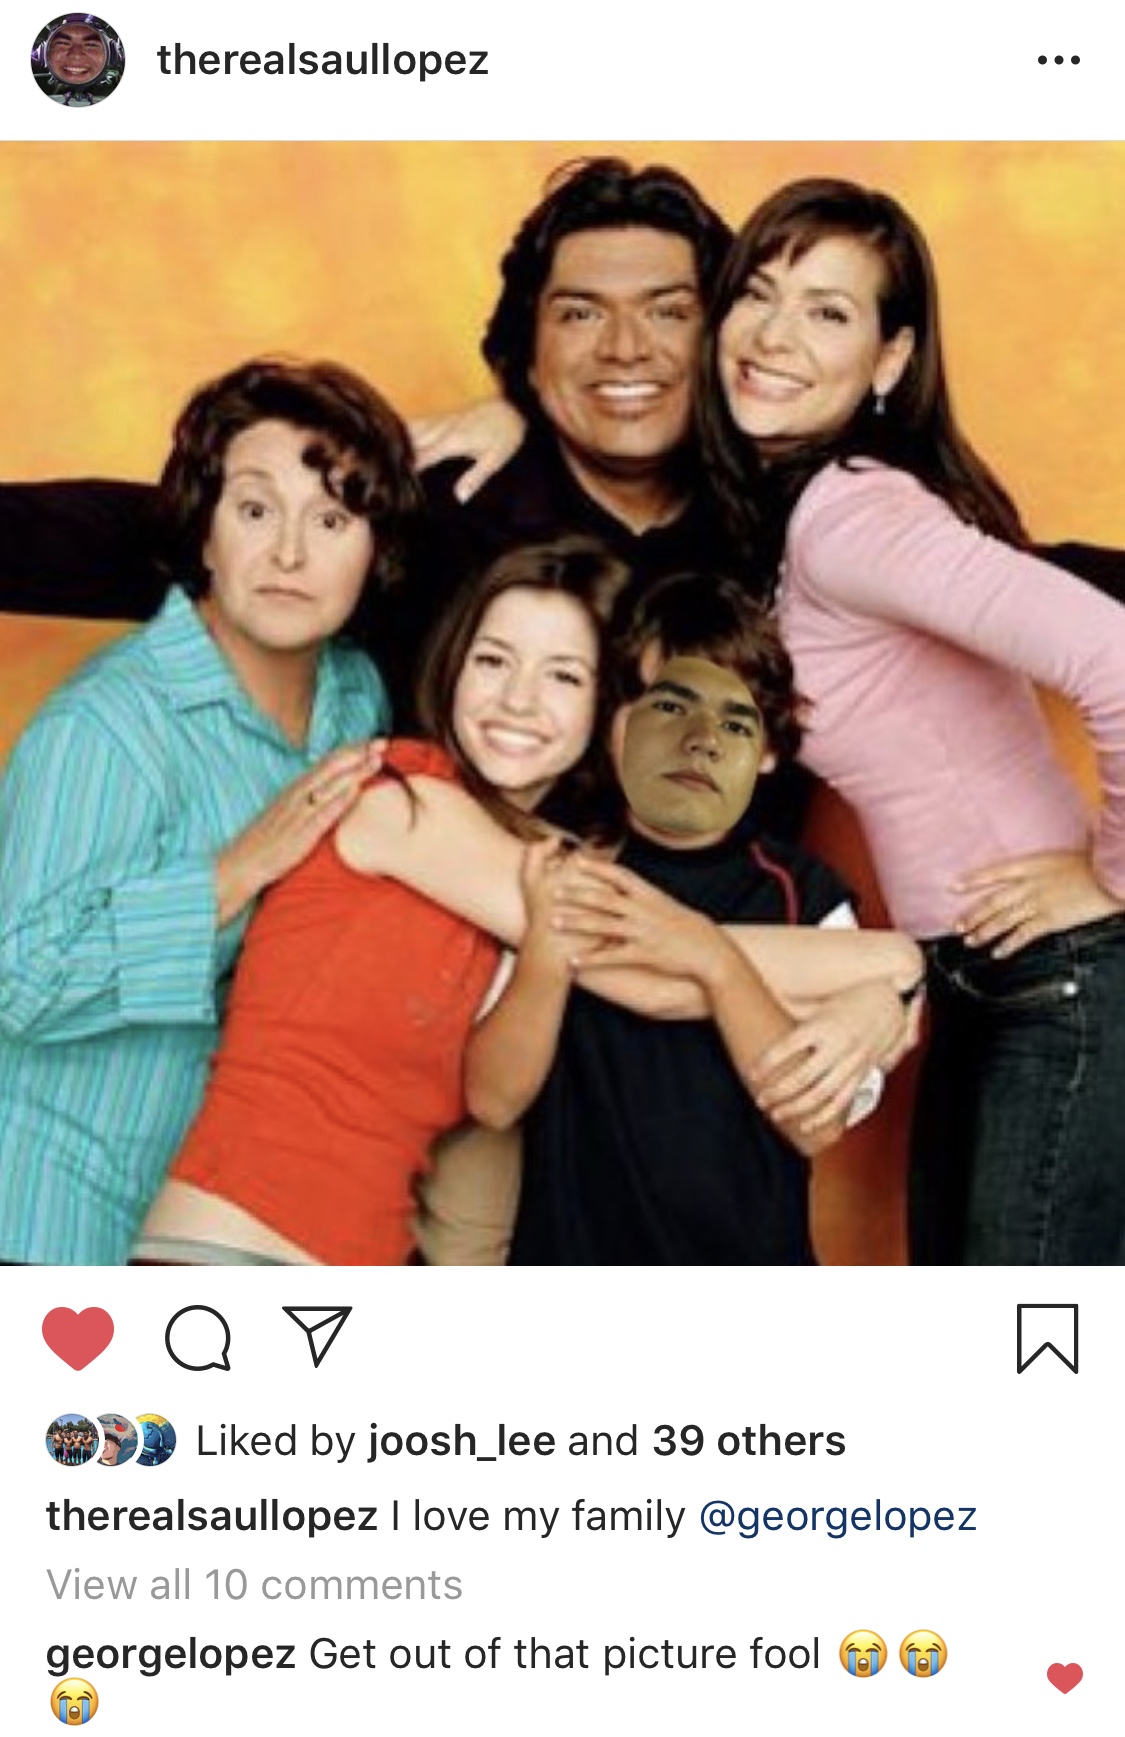 therealsaullopez
Liked by joosh_lee and 39 others
therealsaullopez I love my family @georgelopez
View all 10 comments
georgelopez Get out of that picture fool 😭😭
😭